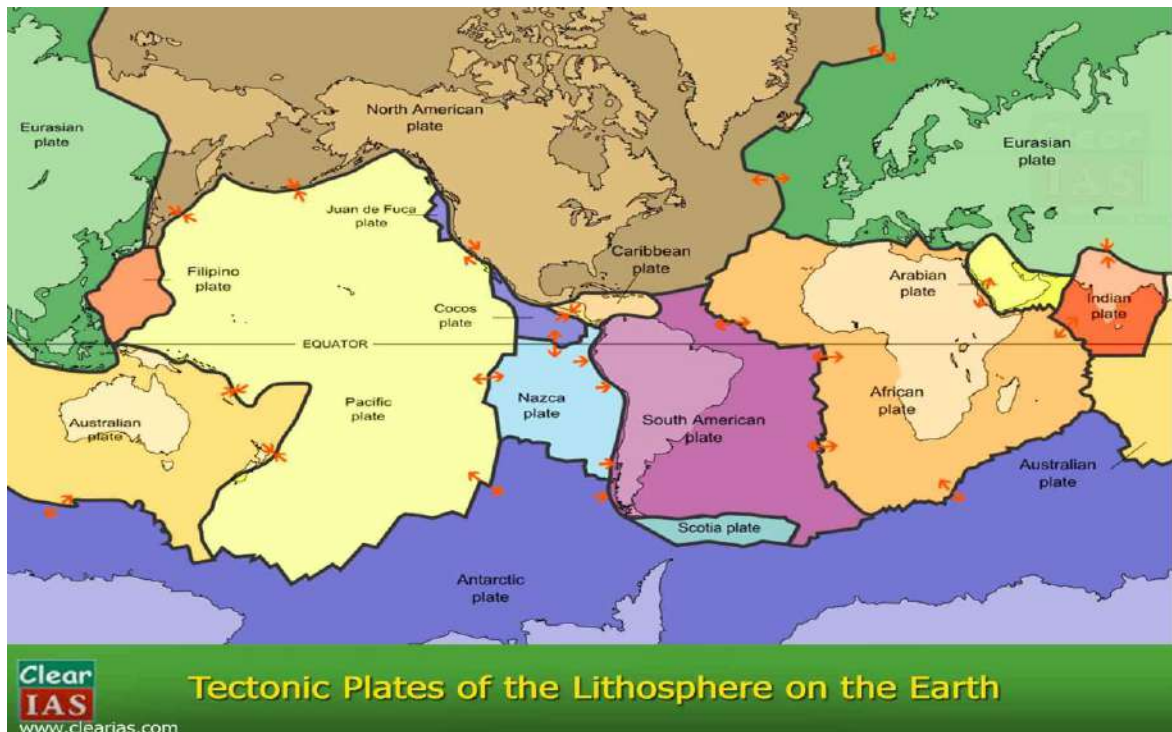 North American
plate
Eurasian
plate
Eurasian
plate
Juan de Fuca
plate
Caribbean
plate
Filipino
plate
Arabian
plate
Indian
plate
Cocos
plate
EQUATOR
Pacific
plate
Nazca
plate
African
plate
Australian
plate
South American
plate
Australian
plate
Scotia plate
Antarctic
plate
Clear
IAS
Clear
IAS
www.clearias.com
Tectonic Plates of the Lithosphere on the Earth